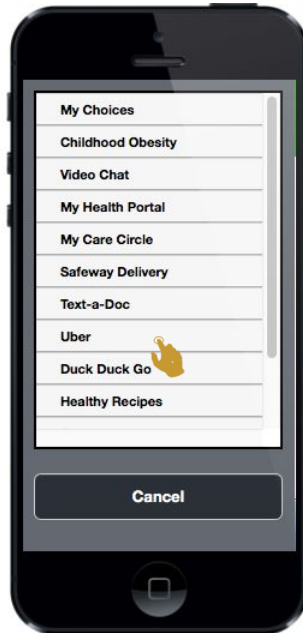 My Choices
Childhood Obesity
Video Chat
My Health Portal
My Care Circle
Safeway Delivery
Text-a-Doc
Uber
Duck Duck Go
Healthy Recipes
Cancel